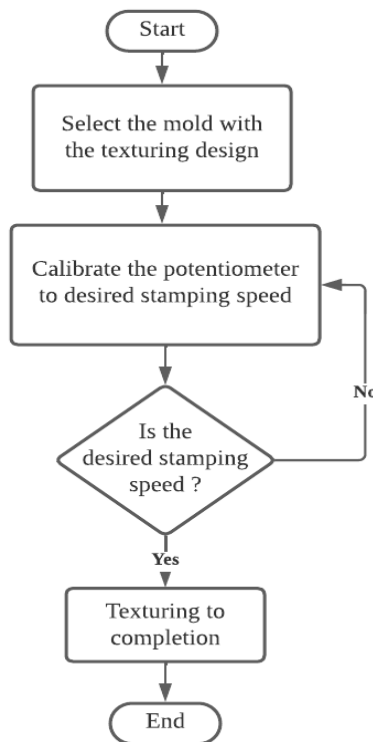 Start
Select the mold with
the texturing design
Calibrate the potentiometer
to desired stamping speed
Is the
desired stamping
speed ?
No
Yes
Texturing to
completion
End